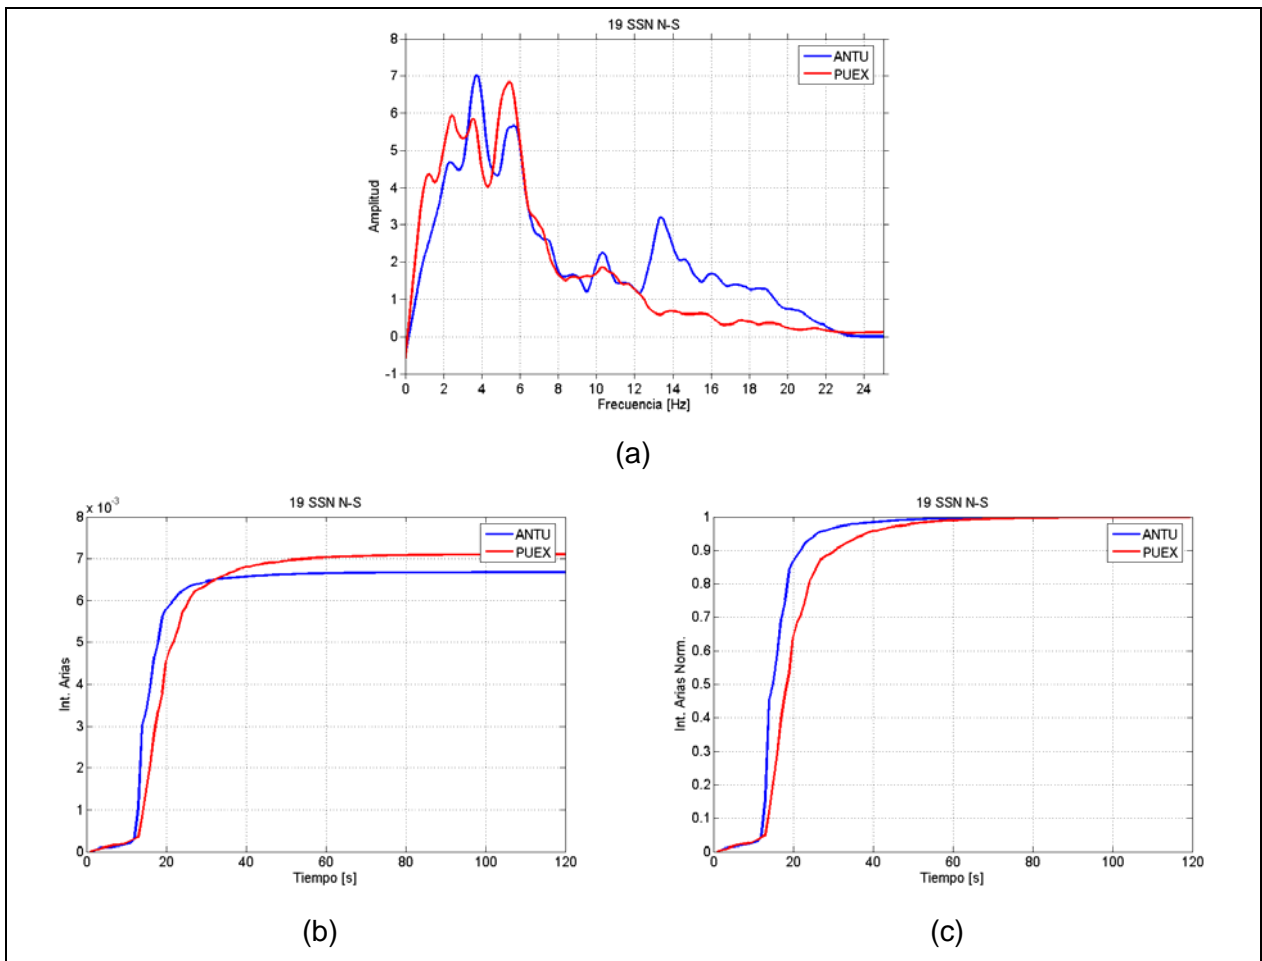 19 SSN N-S
8
7
6
5
4
3
2
1
0
-1
Amplitud
ANTU
PUEX
0 2 4 6 8 10 12 14 16 18 20 22 24
Frecuencia [Hz]
(a)
x 10-3
19 SSN N-S
8
7
6
5
4
3
2
1
0
Int. Arias
ANTU
PUEX
0 20 40 60 80 100 120
Tiempo [s]
(b)
19 SSN N-S
1
0.9
0.8
0.7
0.6
0.5
0.4
0.3
0.2
0.1
0
Int. Arias Norm.
ANTU
PUEX
0 20 40 60 80 100 120
Tiempo [s]
(c)